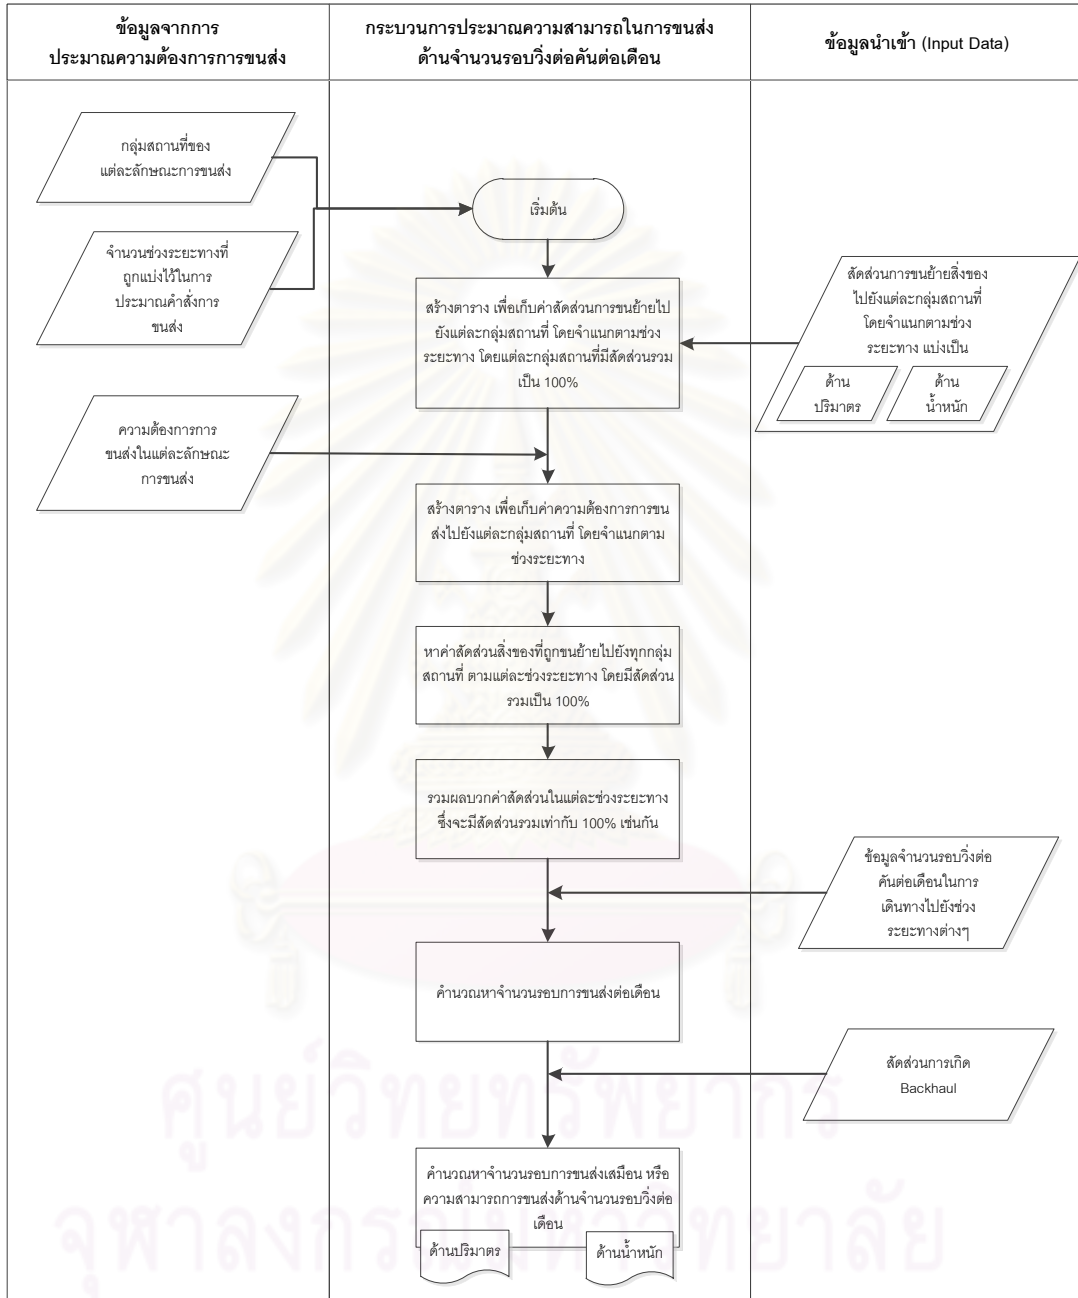 ข้อมูลจากการ
ประมาณความต้องการการขนส่ง
กระบวนการประมาณความสามารถในการขนส่ง
ด้านจำนวนรอบวิ่งต่อคันต่อเดือน
ข้อมูลนำเข้า (Input Data)
กลุ่มสถานที่ของ
แต่ละลักษณะการขนส่ง
เริ่มต้น
จำนวนช่วงระยะทางที่
ถูกแบ่งไว้ในการ
ประมาณคำสั่งการ
ขนส่ง
สร้างตาราง เพื่อเก็บค่าสัดส่วนการขนย้ายไป
ยังแต่ละกลุ่มสถานที่ โดยจำแนกตามช่วง
ระยะทาง โดยแต่ละกลุ่มสถานที่มีสัดส่วนรวม
เป็น 100%
สัดส่วนการขนย้ายสิ่งของ
ไปยังแต่ละกลุ่มสถานที่
โดยจำแนกตามช่วง
ระยะทาง แบ่งเป็น
ด้าน
ปริมาตร
ด้าน
น้ำหนัก
ความต้องการการ
ขนส่งในแต่ละลักษณะ
การขนส่ง
สร้างตาราง เพื่อเก็บค่าความต้องการการขน
ส่งไปยังแต่ละกลุ่มสถานที่ โดยจำแนกตาม
ช่วงระยะทาง
หาค่าสัดส่วนสิ่งของที่ถูกขนย้ายไปยังทุกกลุ่ม
สถานที่ ตามแต่ละช่วงระยะทาง โดยมีสัดส่วน
รวมเป็น 100%
รวมผลบวกค่าสัดส่วนในแต่ละช่วงระยะทาง
ซึ่งจะมีสัดส่วนรวมเท่ากับ 100% เช่นกัน
ข้อมูลจำนวนรอบวิ่งต่อ
คันต่อเดือนในการ
เดินทางไปยังช่วง
ระยะทางต่างๆ
คำนวณหาจำนวนรอบการขนส่งต่อเดือน
สัดส่วนการเกิด
Backhaul
คำนวณหาจำนวนรอบการขนส่งเสมือน หรือ
ความสามารถการขนส่งด้านจำนวนรอบวิ่งต่อ
เดือน
ด้านปริมาตร
ด้านน้ำหนัก
ศูนย์วิทยทรัพยากร
จุฬาลงกรณ์มหาวิทยาลัย